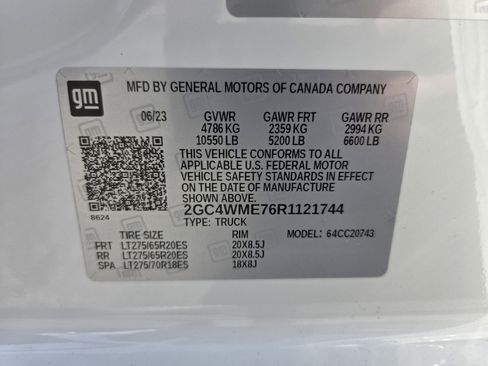 gm
MFD BY GENERAL MOTORS OF CANADA COMPANY
06/23 GVWR GAWR FRT GAWR RR
4786 KG 2359 KG 2994 KG
10550 LB 5200 LB 6600 LB
THIS VEHICLE CONFORMS TO ALL
APPLICABLE U.S. FEDERAL MOTOR
VEHICLE SAFETY STANDARDS IN
EFFECT ON THE DATE OF MANUFACTURE
SHOWN ABOVE.
8624 2GC4WME76R1121744
TYPE: TRUCK
TIRE SIZE RIM MODEL: 64CC20743
FRT LT275/65R20ES 20X8.5J
RR LT275/65R20ES 20X8.5J
SPA LT275/70R18ES 18X8J